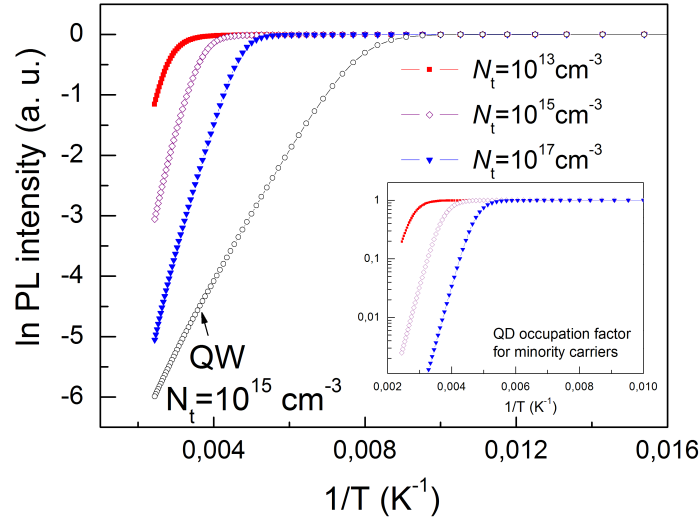 ln PL intensity (a. u.)
0
-1
-2
-3
-4
-5
-6
Nt=10^13cm^-3
Nt=10^15cm^-3
Nt=10^17cm^-3
QW
Nt=10^15 cm^-3
1
0,1
0,01
QD occupation factor
for minority carriers
0,002 0,004 0,006 0,008 0,010
1/T (K^-1)
0,004 0,008 0,012 0,016
1/T (K^-1)